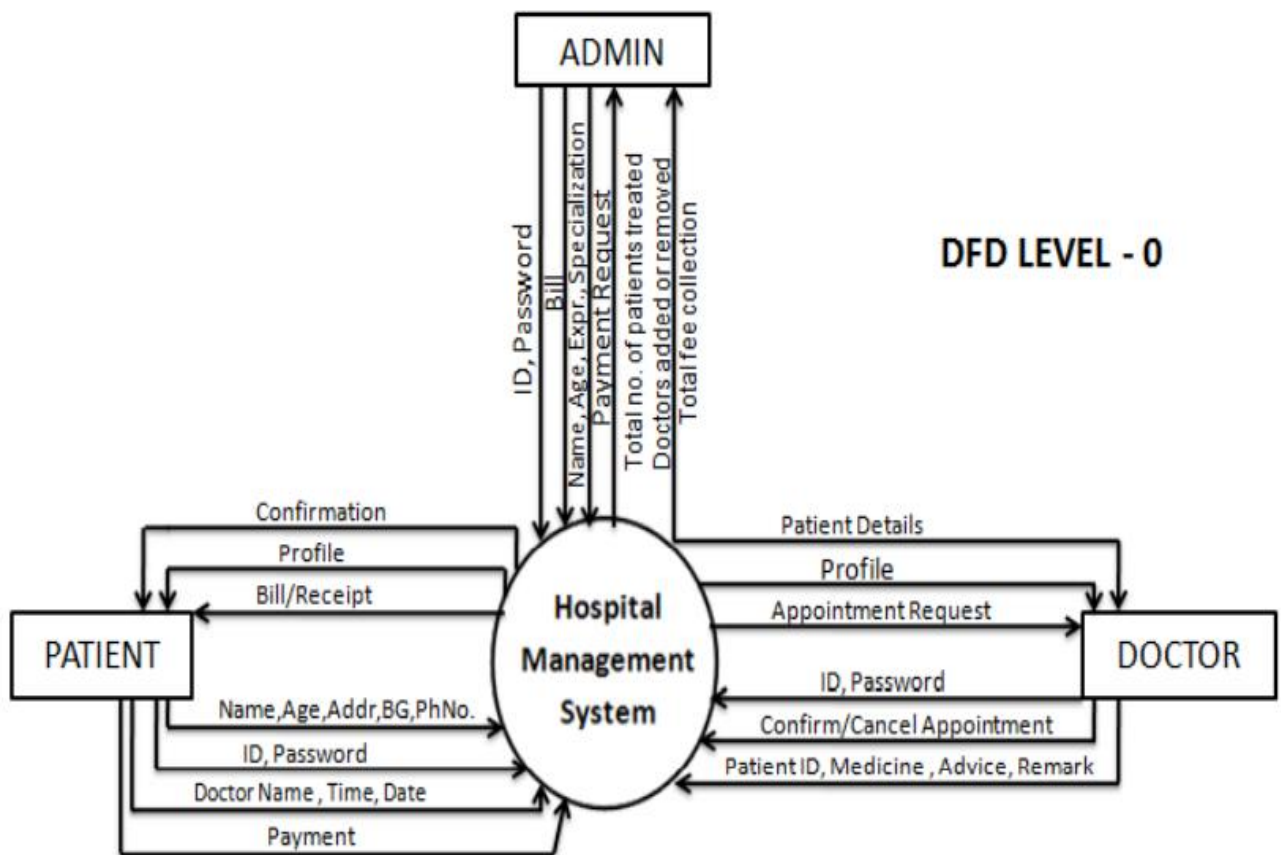 ADMIN
ID, Password
Bill
Name, Age, Expr., Specialization
Payment Request
Total no. of patients treated
Doctors added or removed
Total fee collection
DFD LEVEL - 0
Confirmation
Profile
Bill/Receipt
PATIENT
Name,Age,Addr,BG,PhNo.
ID, Password
Doctor Name , Time, Date
Payment
Hospital
Management
System
Patient Details
Profile
Appointment Request
DOCTOR
ID, Password
Confirm/Cancel Appointment
Patient ID, Medicine , Advice, Remark